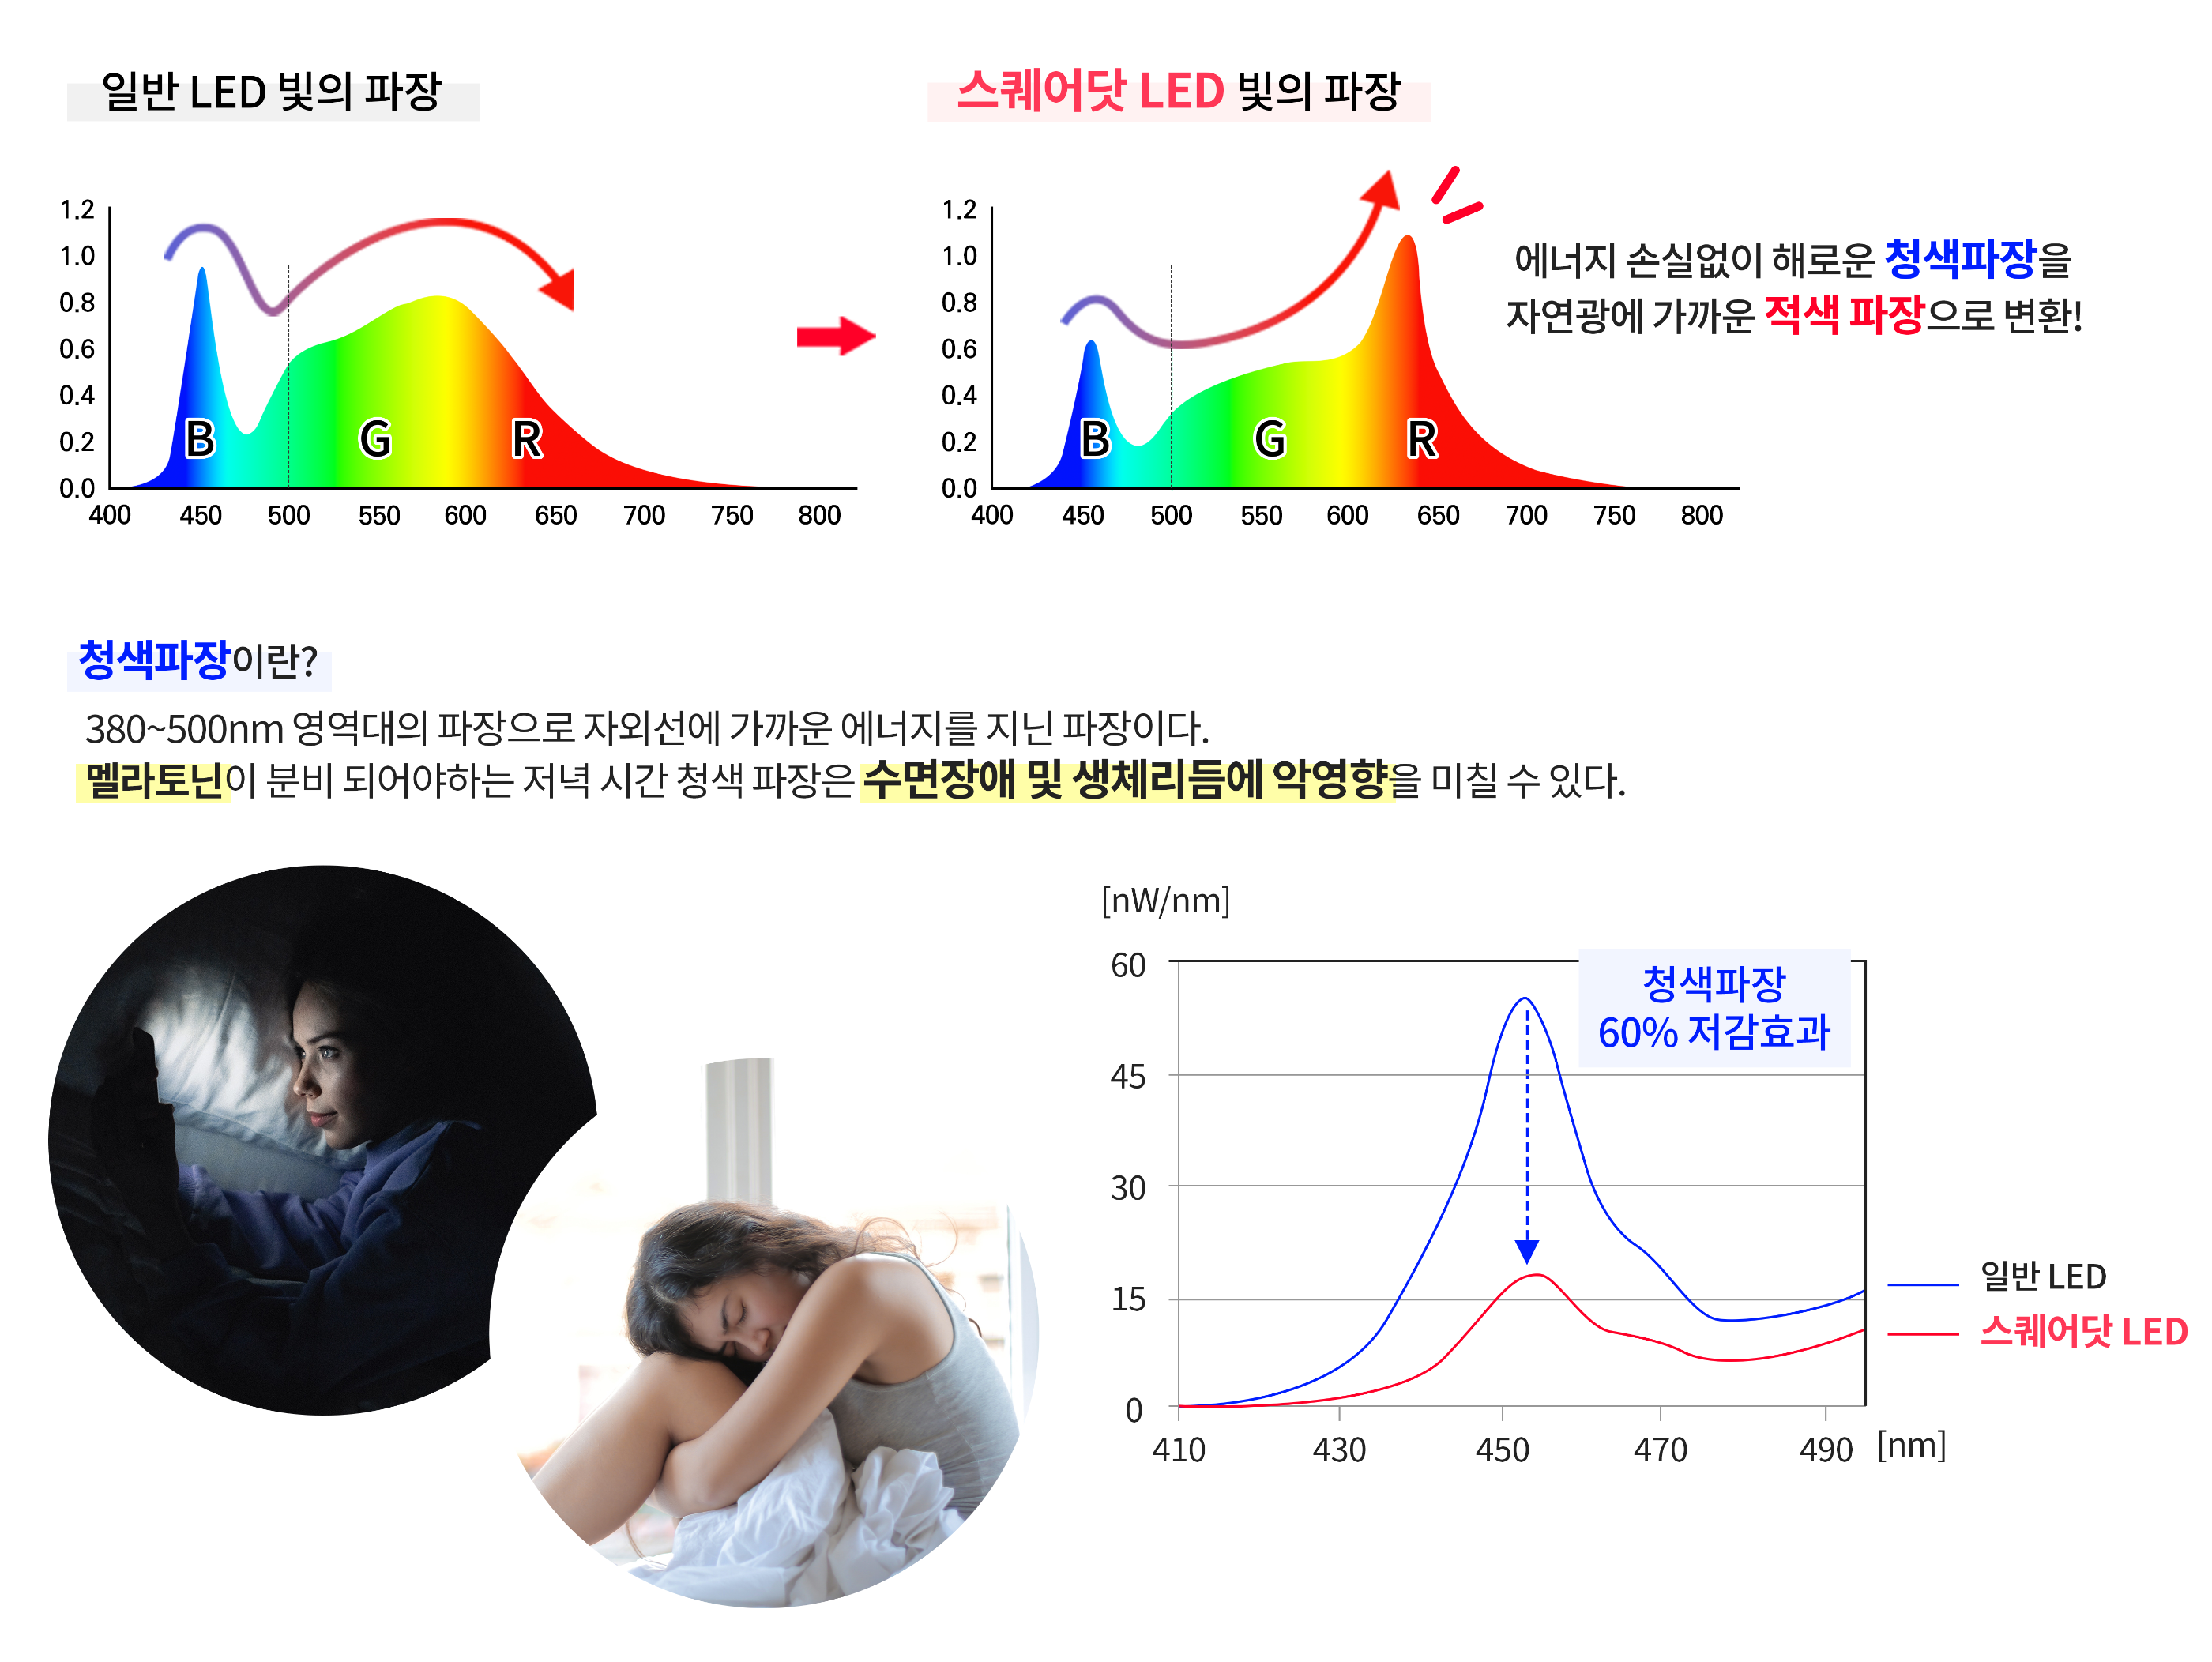 일반 LED 빛의 파장
스퀘어닷 LED 빛의 파장
1.2
1.0
0.8
0.6
0.4
0.2
0.0
B G R
400 450 500 550 600 650 700 750 800
1.2
1.0
0.8
0.6
0.4
0.2
0.0
B G R
400 450 500 550 600 650 700 750 800
에너지 손실없이 해로운 청색파장을
자연광에 가까운 적색 파장으로 변환!
청색파장이란?
380~500nm 영역대의 파장으로 자외선에 가까운 에너지를 지닌 파장이다.
멜라토닌이 분비 되어야하는 저녁 시간 청색 파장은 수면장애 및 생체리듬에 악영향을 미칠 수 있다.
[nW/nm]
60
45
30
15
0
청색파장
60% 저감효과
410 430 450 470 490 [nm]
일반 LED
스퀘어닷 LED